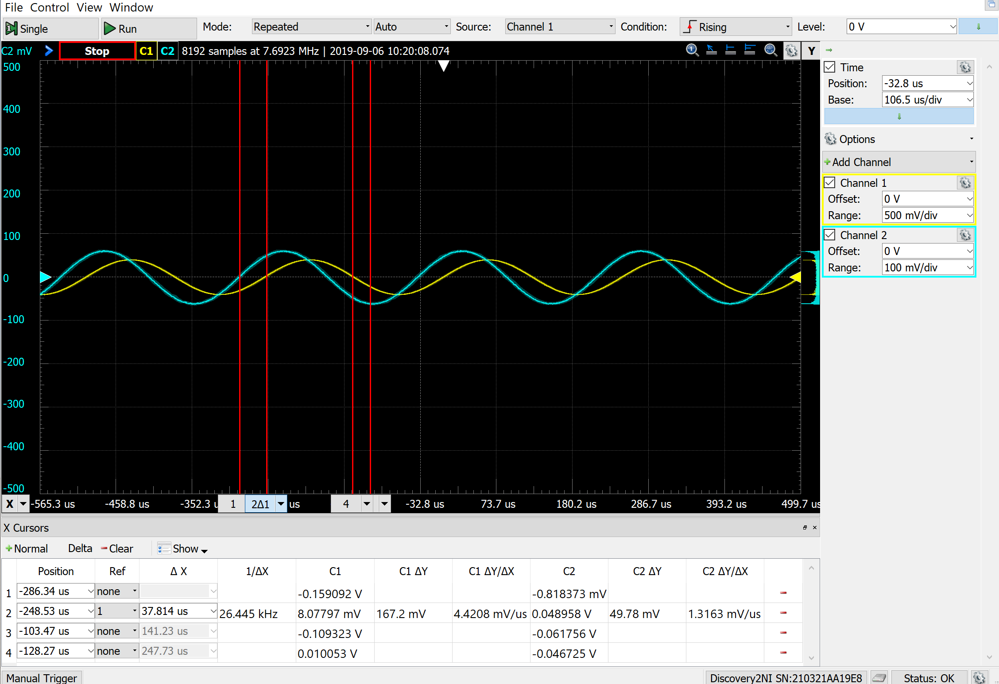 File Control View Window
Single Run Mode: Repeated Auto Source: Channel 1 Condition: Rising Level: 0 V
C2 mV Stop C1 C2 8192 samples at 7.6923 MHz | 2019-09-06 10:20:08.074 Y
500
400
300
200
100
0
-100
-200
-300
-400
-500
X -565.3 us -458.8 us -352.3 u 1 2Δ1 us 4 -32.8 us 73.7 us 180.2 us 286.7 us 393.2 us 499.7 us
Time
Position: -32.8 us
Base: 106.5 us/div
Options
Add Channel
Channel 1
Offset: 0 V
Range: 500 mV/div
Channel 2
Offset: 0 V
Range: 100 mV/div
X Cursors
Normal Delta Clear Show
Position Ref Δ X 1/ΔX C1 C1 ΔY C1 ΔY/ΔX C2 C2 ΔY C2 ΔY/ΔX
1 -286.34 us none -0.159092 V -0.818373 mV
2 -248.53 us 1 37.814 us 26.445 kHz 8.07797 mV 167.2 mV 4.4208 mV/us 0.048958 V 49.78 mV 1.3163 mV/us
3 -103.47 us none 141.23 us -0.109323 V -0.061756 V
4 -128.27 us none 247.73 us 0.010053 V -0.046725 V
Manual Trigger Discovery2NI SN:210321AA19E8 Status: OK